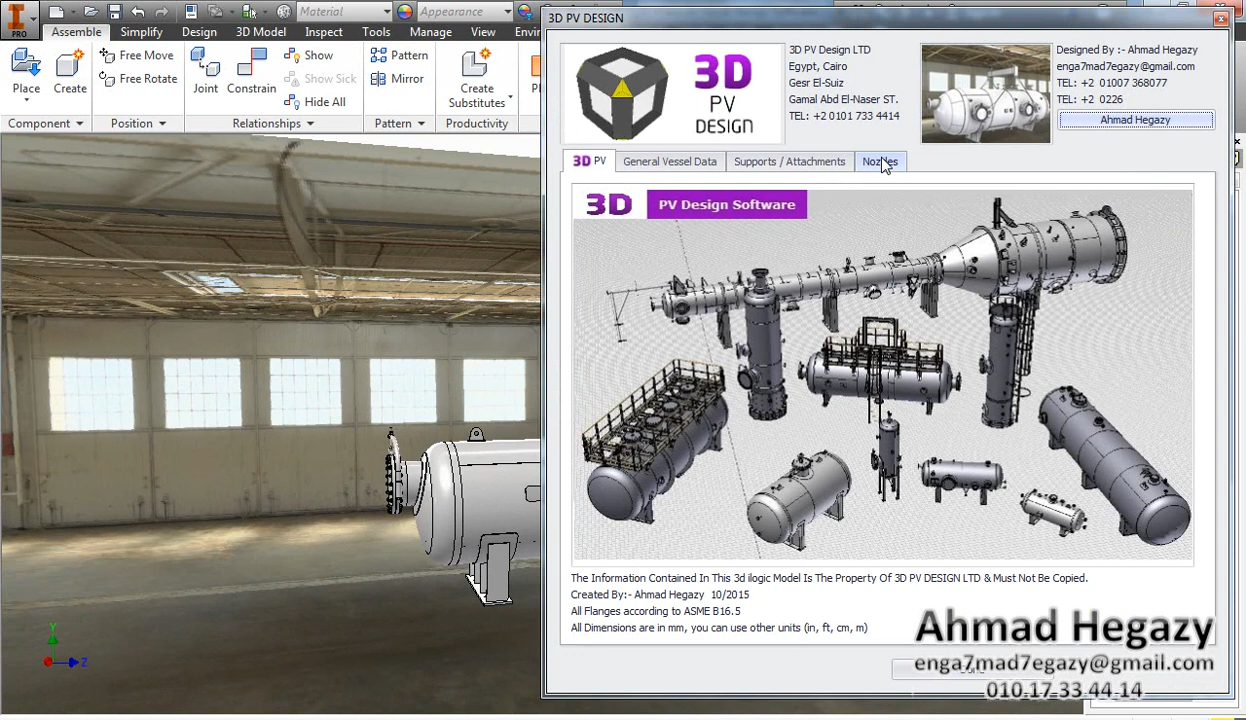 Material
Appearance
PRO
Assemble Simplify Design 3D Model Inspect Tools Manage View Envir
Place
Create
Free Move
Free Rotate
Joint
Constrain
Show
Show Sick
Hide All
Pattern
Mirror
Create
Substitutes
Component
Position
Relationships
Pattern
Productivity
3D PV DESIGN
3D
PV
DESIGN
3D PV Design LTD
Egypt, Cairo
Gesr El-Suiz
Gamal Abd El-Naser ST.
TEL: +2 0101 733 4414
Designed By :- Ahmad Hegazy
enga7mad7egazy@gmail.com
TEL: +2 01007 368077
TEL: +2 0226
Ahmad Hegazy
3D PV
General Vessel Data
Supports / Attachments
Nozzles
3D PV Design Software
The Information Contained In This 3d ilogic Model Is The Property Of 3D PV DESIGN LTD & Must Not Be Copied.
Created By:- Ahmad Hegazy 10/2015
All Flanges according to ASME B16.5
All Dimensions are in mm, you can use other units (in, ft, cm, m)
Ahmad Hegazy
enga7mad7egazy@gmail.com
010.17 33 44 14
Y
Z